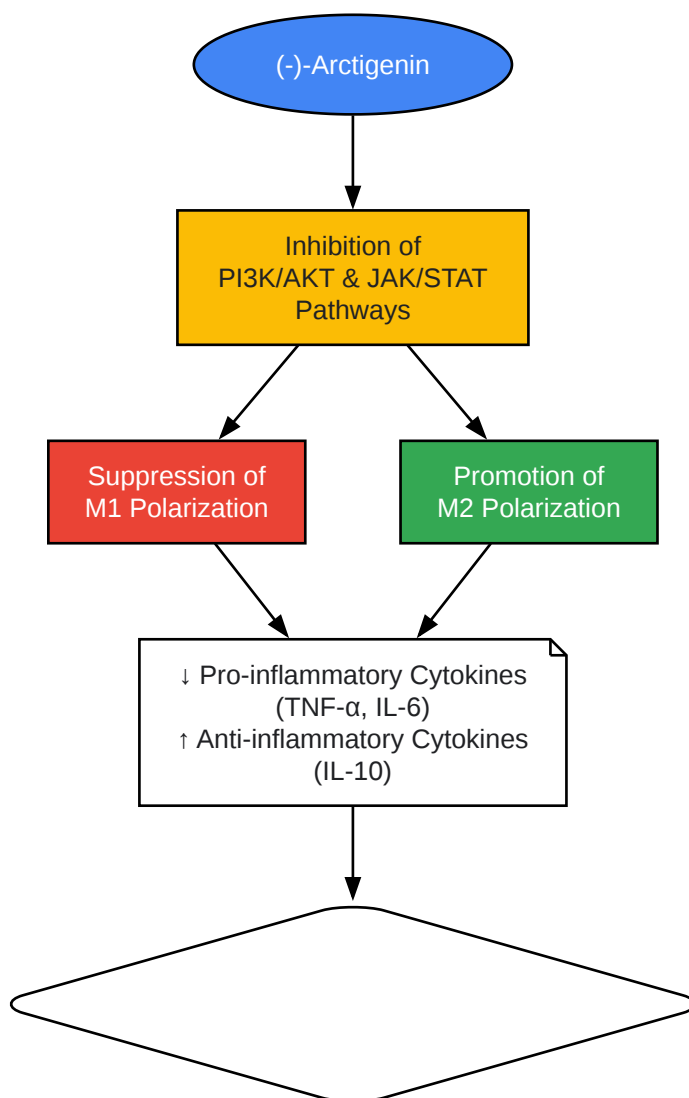 (-)-Arctigenin
Inhibition of
PI3K/AKT & JAK/STAT
Pathways
Suppression of
M1 Polarization
Promotion of
M2 Polarization
↓ Pro-inflammatory Cytokines
(TNF-α, IL-6)
↑ Anti-inflammatory Cytokines
(IL-10)